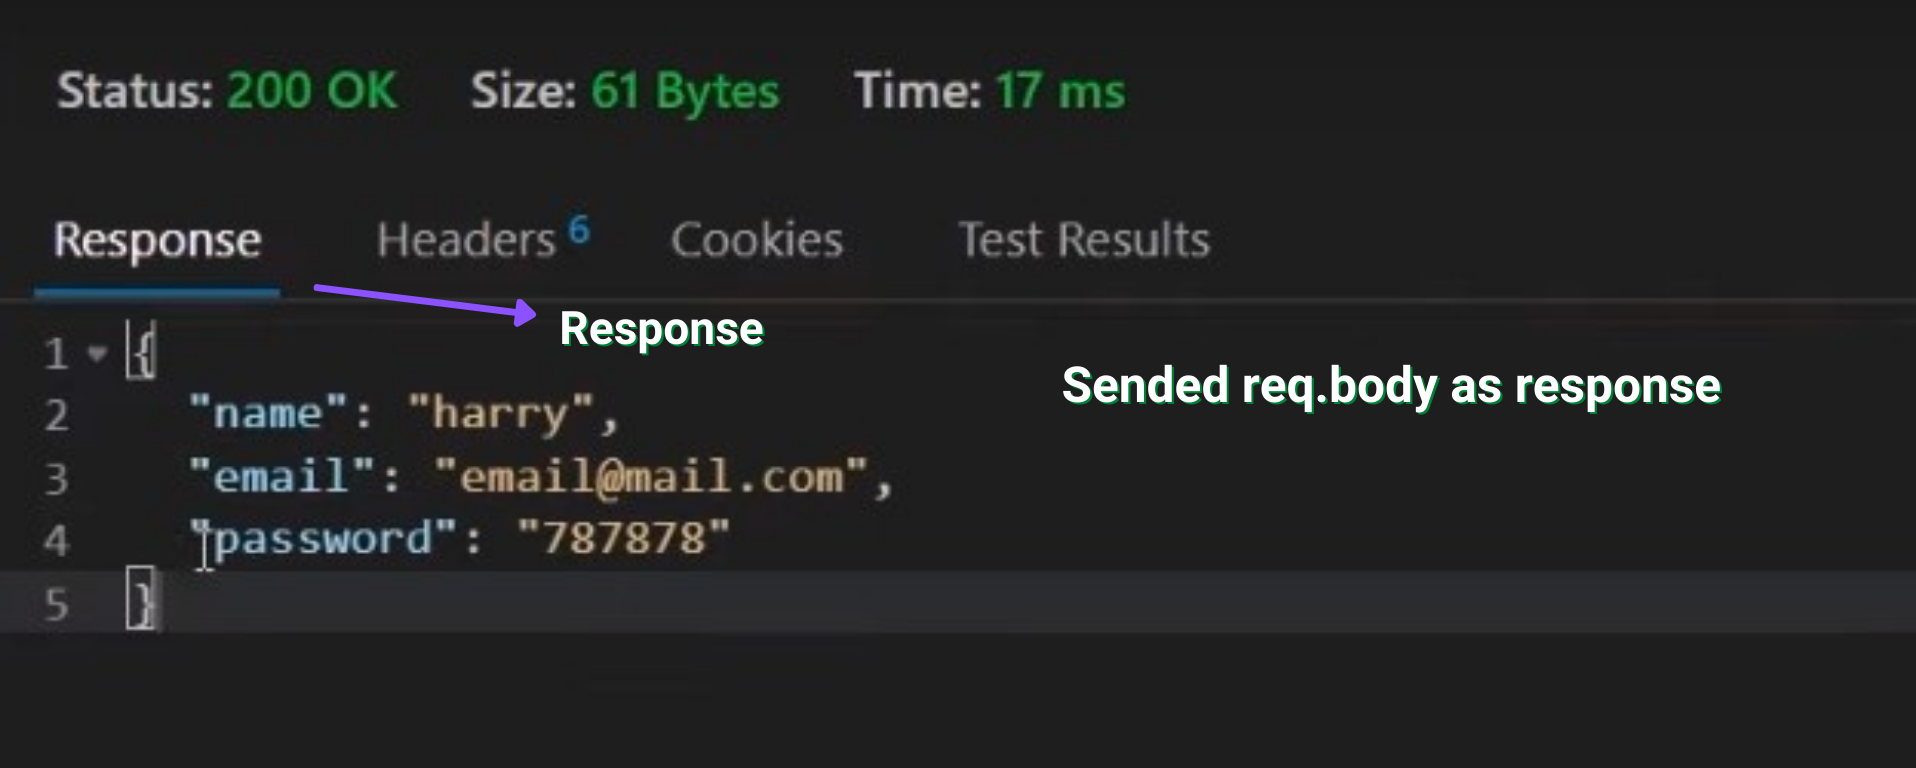 Status: 200 OK Size: 61 Bytes Time: 17 ms
Response Headers 6 Cookies Test Results
Response
1 {
Sended req.body as response
2 "name": "harry",
3 "email": "email@mail.com",
4 "password": "787878"
5 }